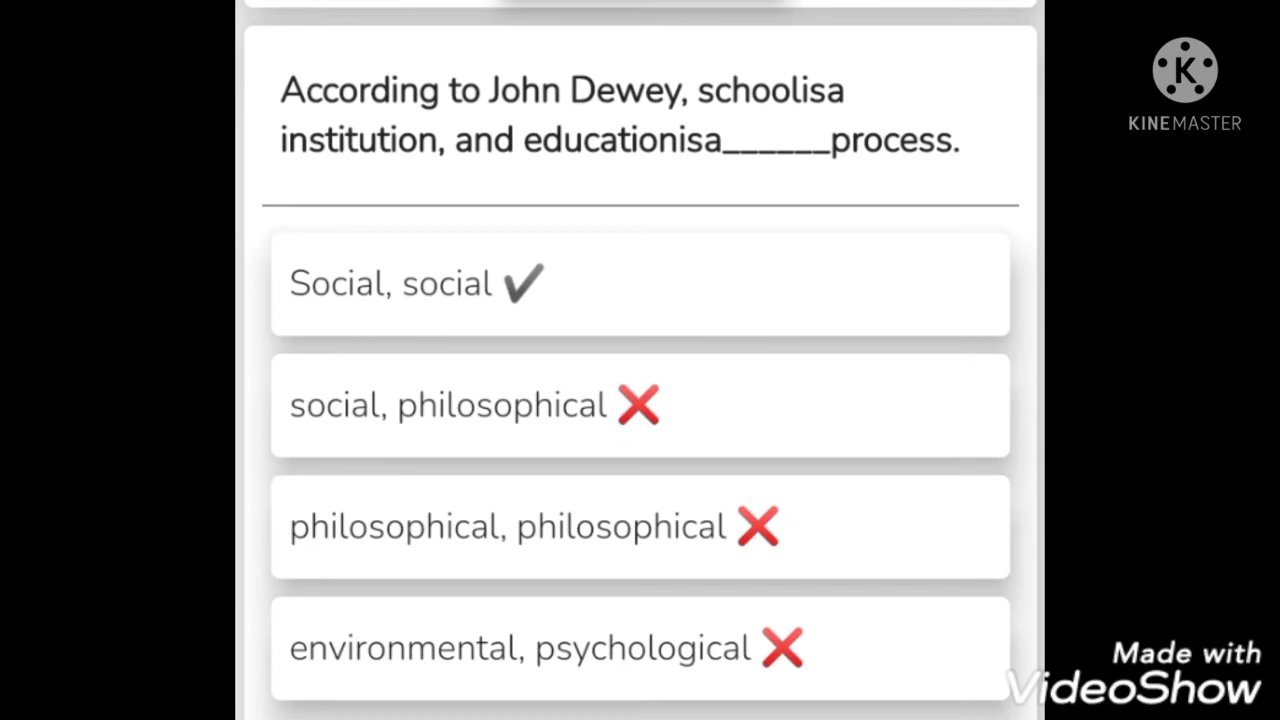 According to John Dewey, schoolisa
institution, and educationisa______process.
Social, social ✔
social, philosophical ❌
philosophical, philosophical ❌
environmental, psychological ❌
K
KINEMASTER
Made with
VideoShow